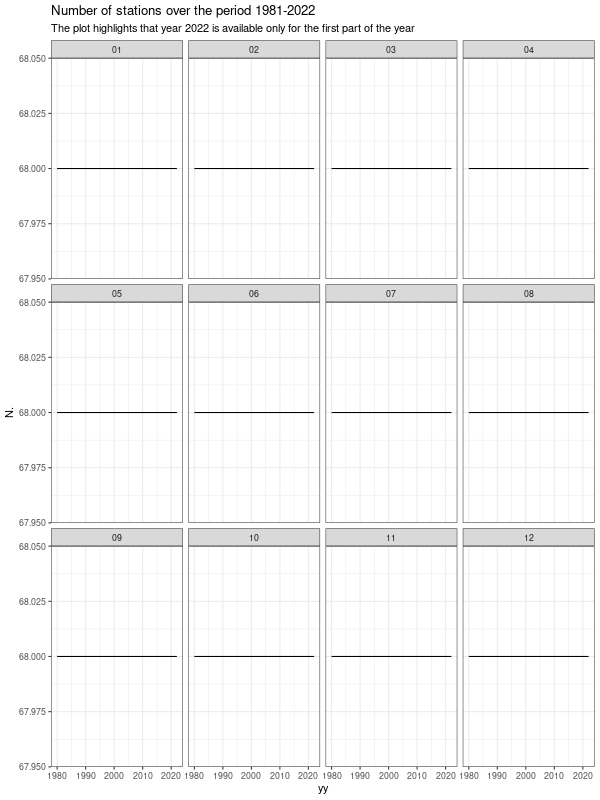 Number of stations over the period 1981-2022
The plot highlights that year 2022 is available only for the first part of the year
01 02 03 04
68.050
68.025
68.000
67.975
67.950
05 06 07 08
68.050
68.025
N. 68.000
67.975
67.950
09 10 11 12
68.050
68.025
68.000
67.975
67.950
1980 1990 2000 2010 2020 1980 1990 2000 2010 2020 1980 1990 2000 2010 2020 1980 1990 2000 2010 2020
yy